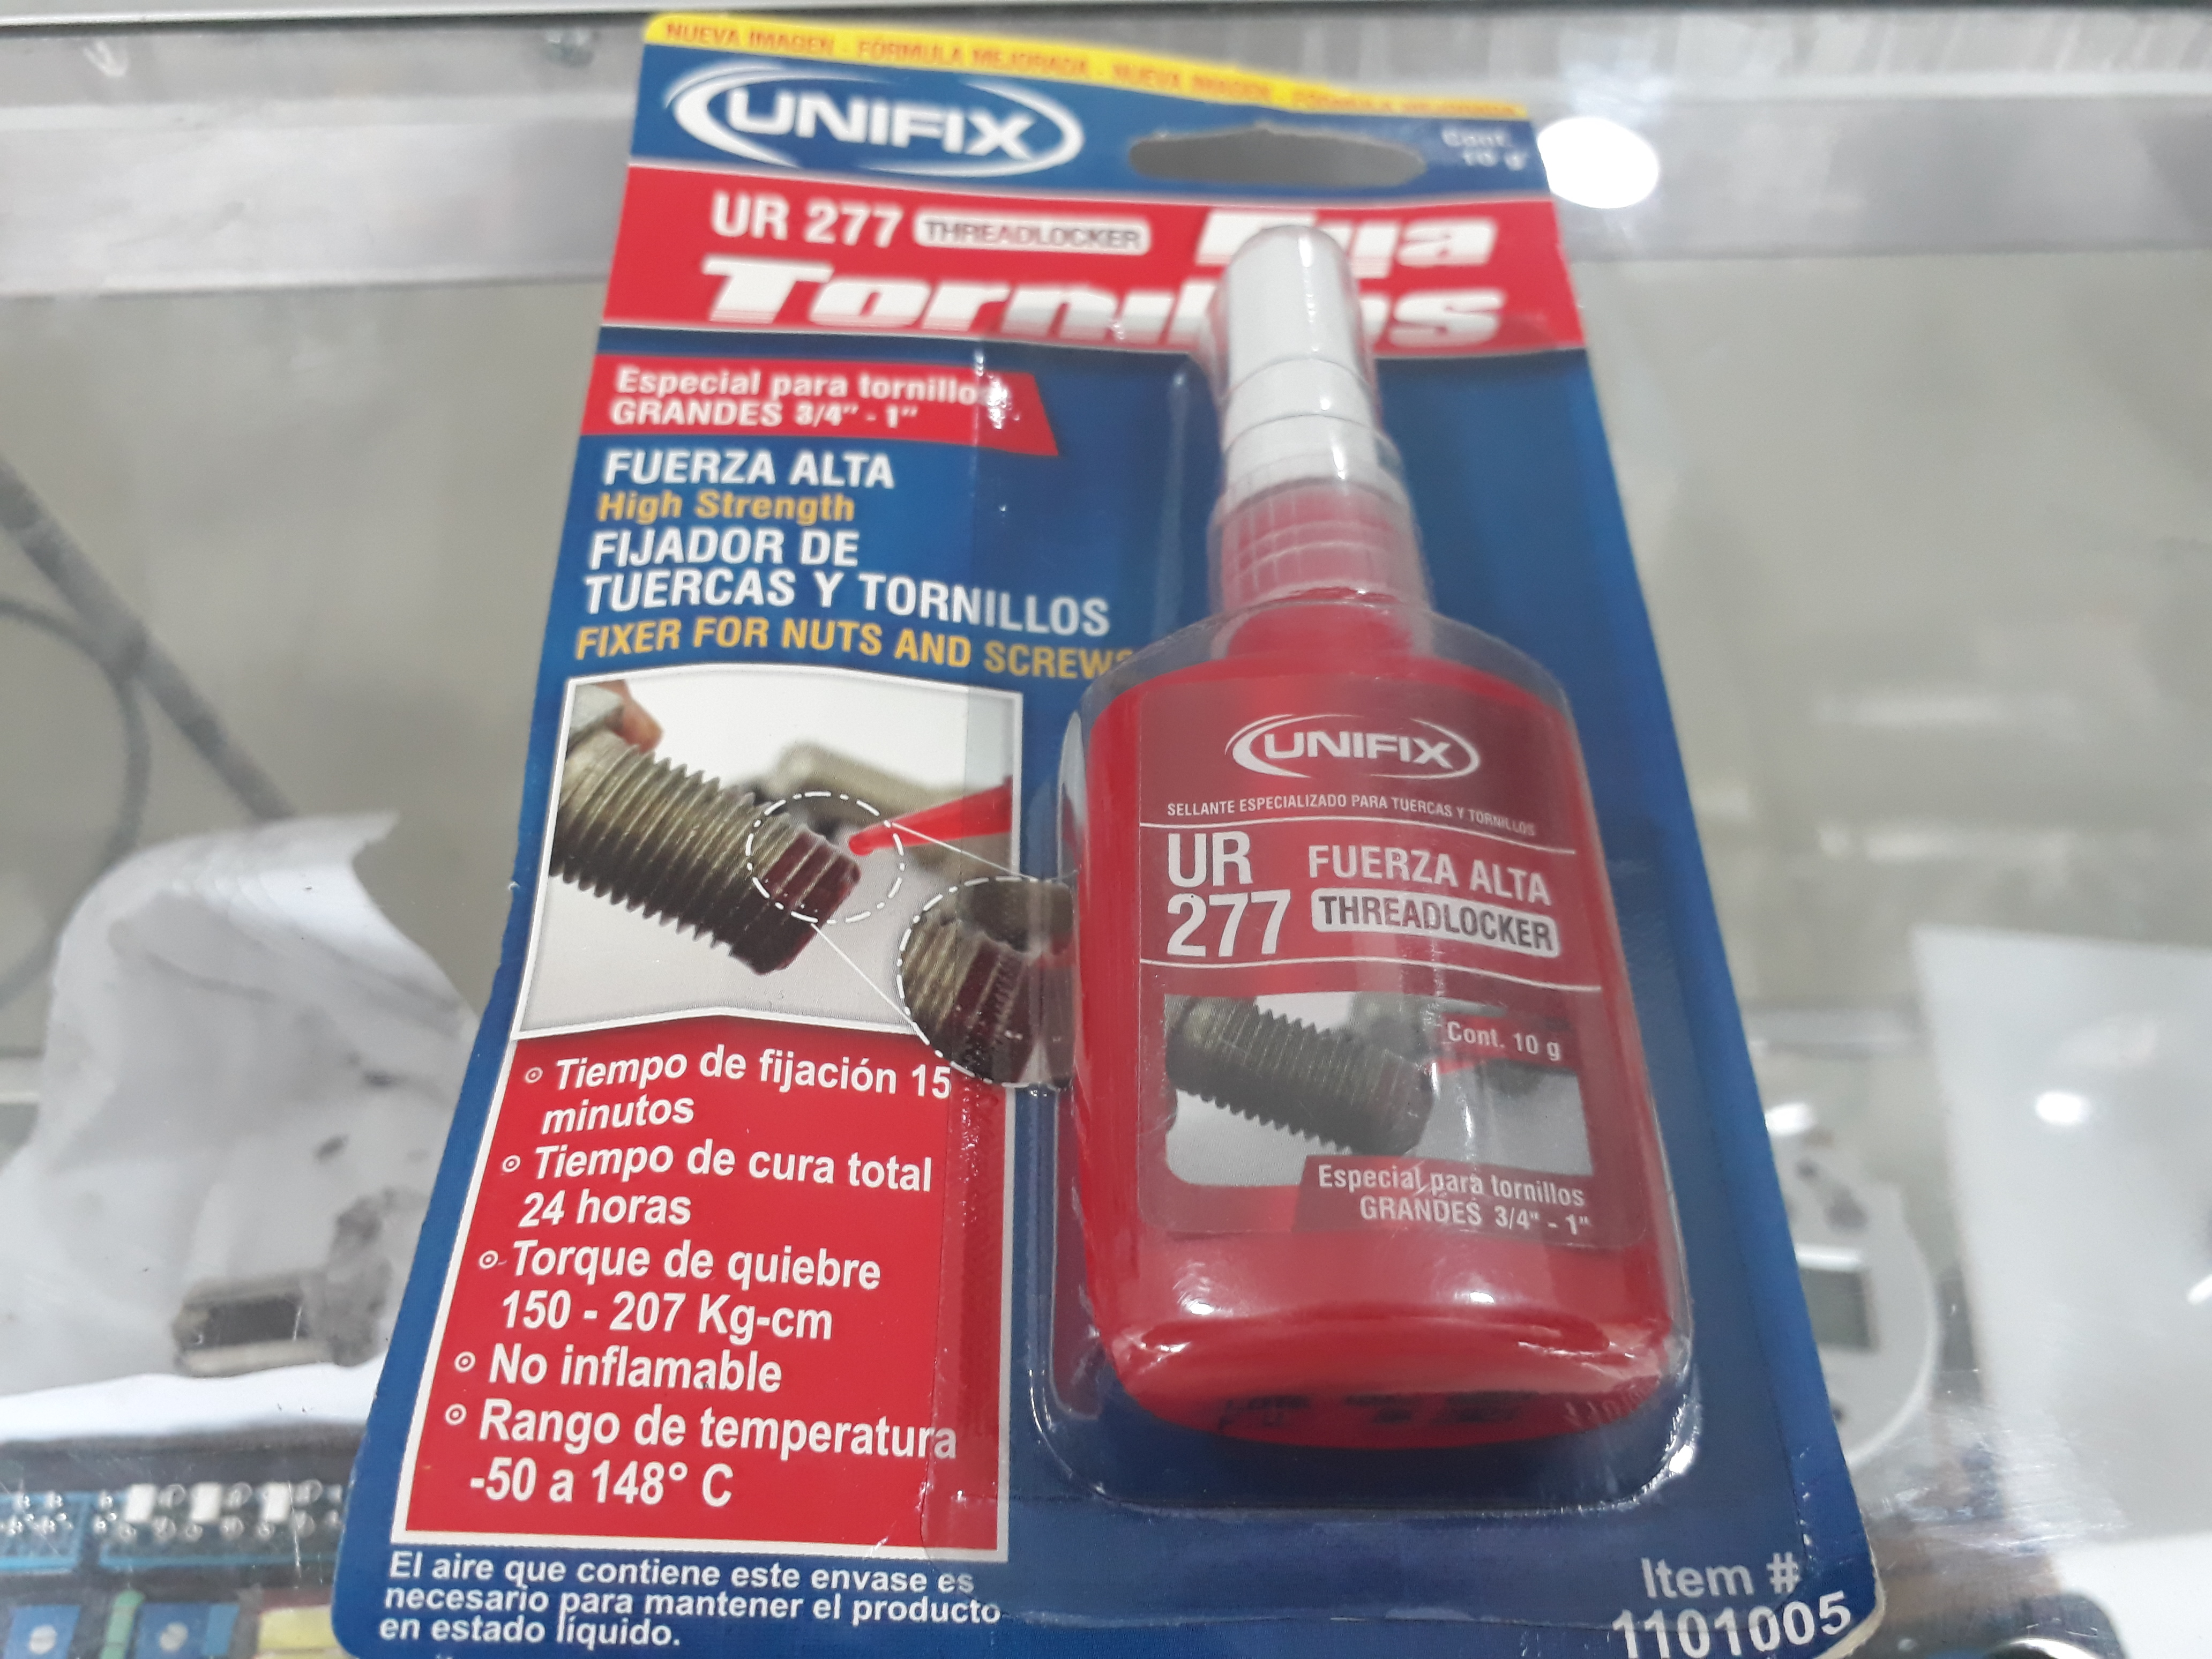 NUEVA IMAGEN - FÓRMULA MEJORADA - NUEVA IMAGEN - FÓRMULA MEJORADA
UNIFIX
Cont.
10 g
UR 277 THREADLOCKER Fija
Tornillos
Especial para tornillos
GRANDES 3/4" - 1"
FUERZA ALTA
High Strength
FIJADOR DE
TUERCAS Y TORNILLOS
FIXER FOR NUTS AND SCREWS
Tiempo de fijación 15
minutos
Tiempo de cura total
24 horas
Torque de quiebre
150 - 207 Kg-cm
No inflamable
Rango de temperatura
-50 a 148° C
El aire que contiene este envase es
necesario para mantener el producto
en estado líquido.
UNIFIX
SELLANTE ESPECIALIZADO PARA TUERCAS Y TORNILLOS
UR
277
FUERZA ALTA
THREADLOCKER
Cont. 10 g
Especial para tornillos
GRANDES 3/4" - 1"
Item #
1101005